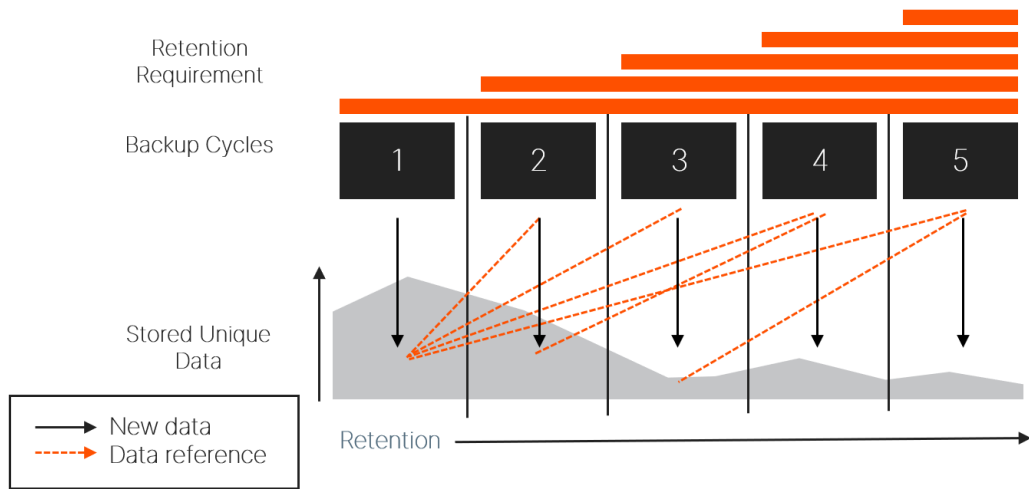 Retention
Requirement
Backup Cycles
1
2
3
4
5
Stored Unique
Data
New data
Data reference
Retention